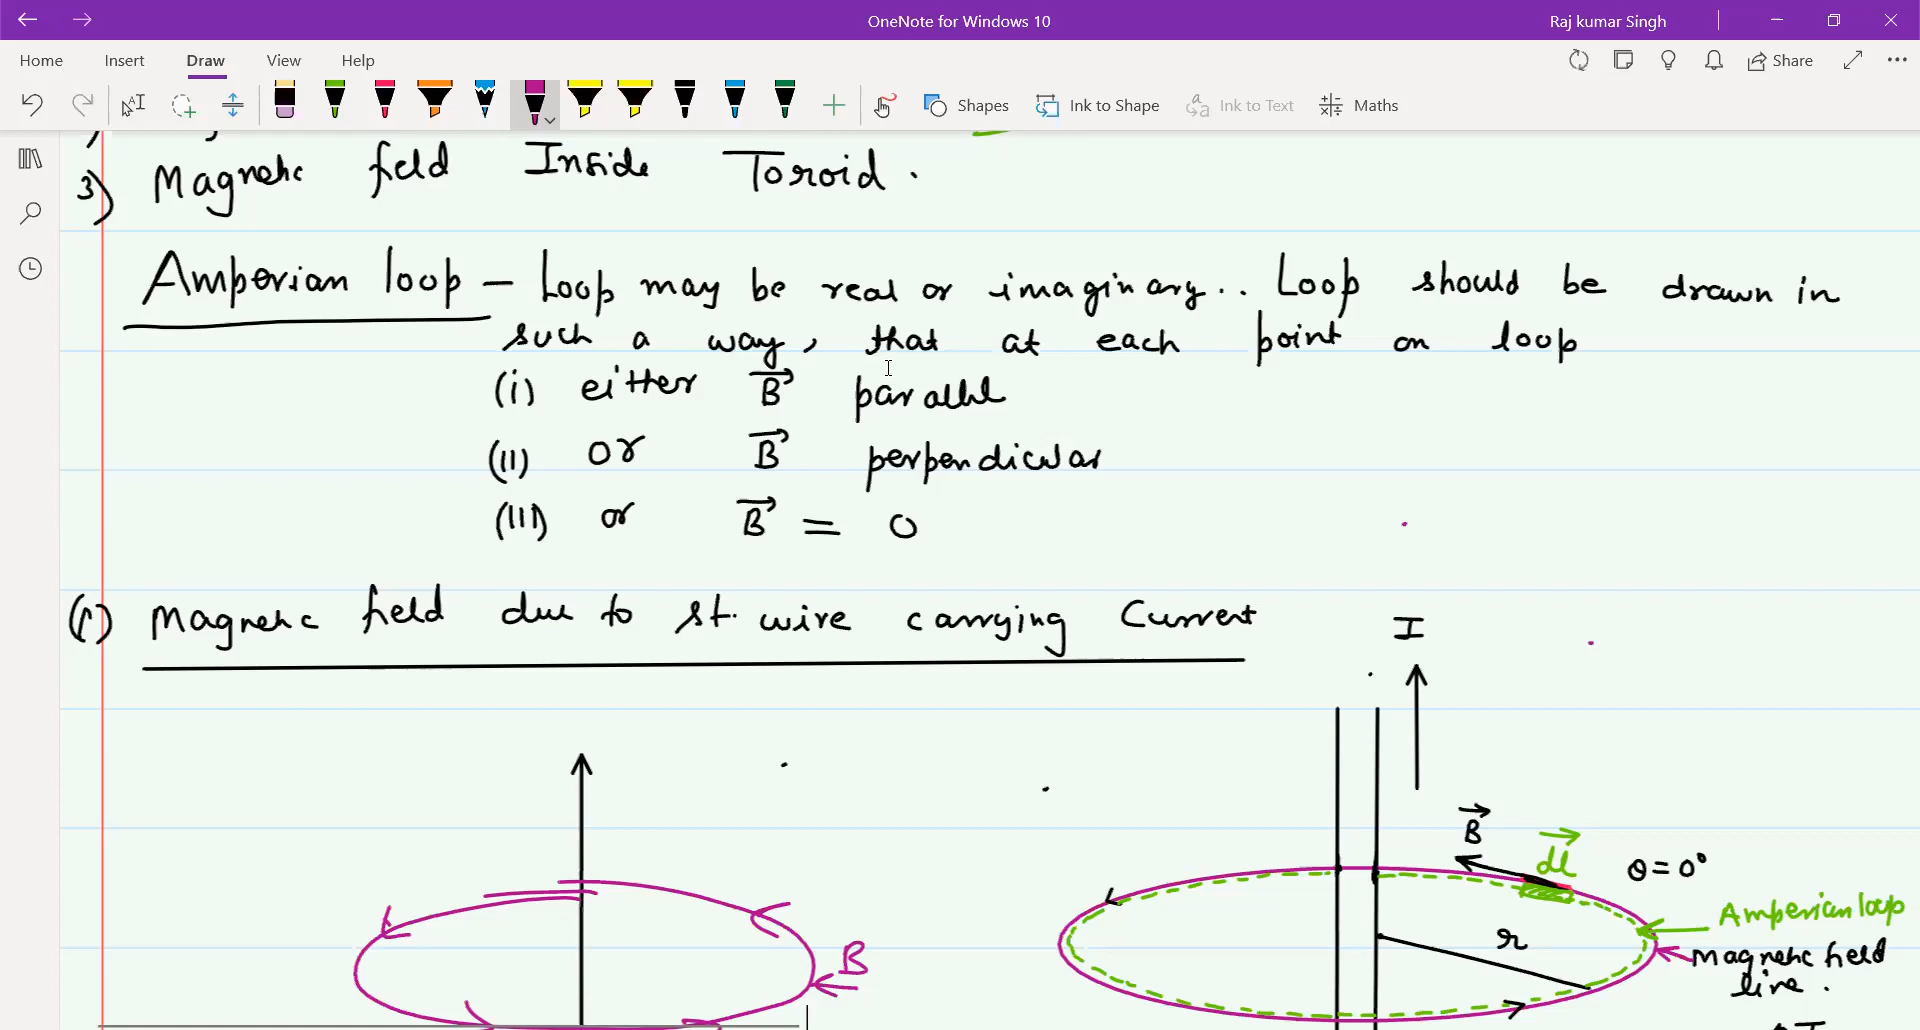 OneNote for Windows 10
Raj kumar Singh
Home Insert Draw View Help
Share
Shapes Ink to Shape Ink to Text Maths
3) Magnetic field Inside Toroid.
Amperian loop - Loop may be real or imaginary.. Loop should be drawn in
such a way, that at each point on loop
(i) either B⃗ parallel
(II) or B⃗ perpendicular
(III) or B⃗ = 0
(1) Magnetic field due to st. wire carrying Current
I
B⃗
dl⃗
θ = 0°
Amperian loop
r
Magnetic field
line.
B